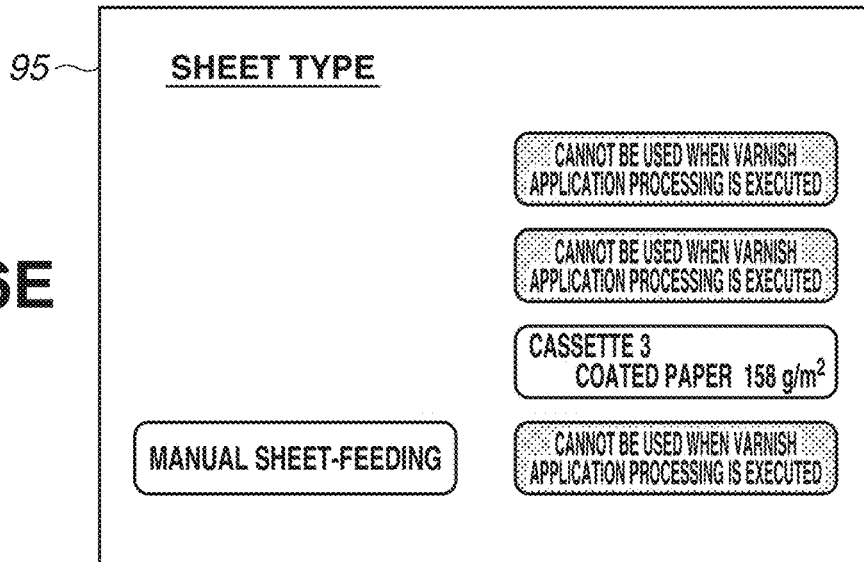 95
SHEET TYPE
CANNOT BE USED WHEN VARNISH
APPLICATION PROCESSING IS EXECUTED
CANNOT BE USED WHEN VARNISH
APPLICATION PROCESSING IS EXECUTED
6E
CASSETTE 3
COATED PAPER 158 g/m²
MANUAL SHEET-FEEDING
CANNOT BE USED WHEN VARNISH
APPLICATION PROCESSING IS EXECUTED